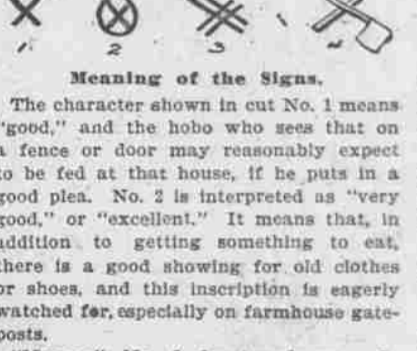 1 2 3 4
Meaning of the Signs.
The character shown in cut No. 1 means
"good," and the hobo who sees that on
a fence or door may reasonably expect
to be fed at that house, if he puts in a
good plea. No. 2 is interpreted as "very
good," or "excellent." It means that, in
addition to getting something to eat,
there is a good showing for old clothes
or shoes, and this inscription is eagerly
watched for, especially on farmhouse gate-
posts.